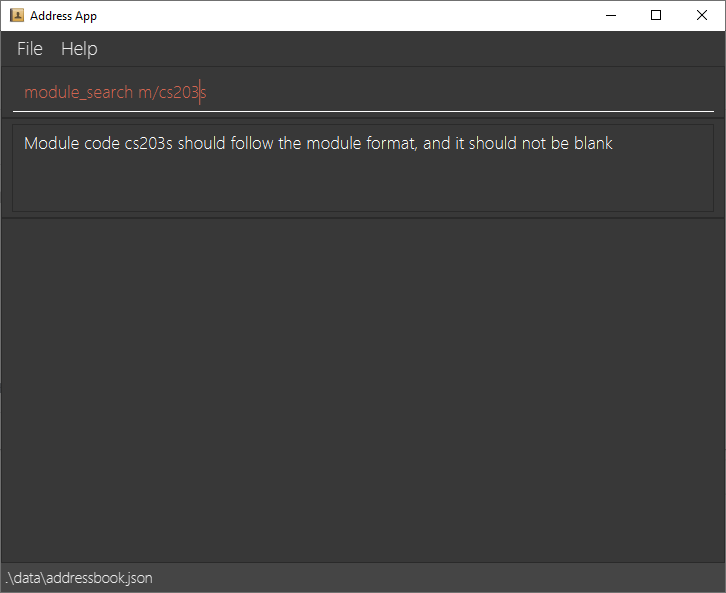 Address App
File Help
module_search m/cs203s
Module code cs203s should follow the module format, and it should not be blank
.\data\addressbook.json